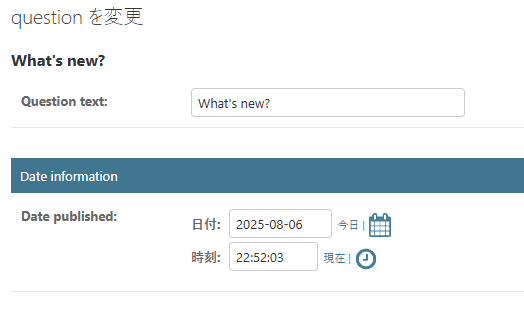 question を変更
What's new?
Question text: What's new?
Date information
Date published: 日付: 2025-08-06 今日 |
時刻: 22:52:03 現在 |